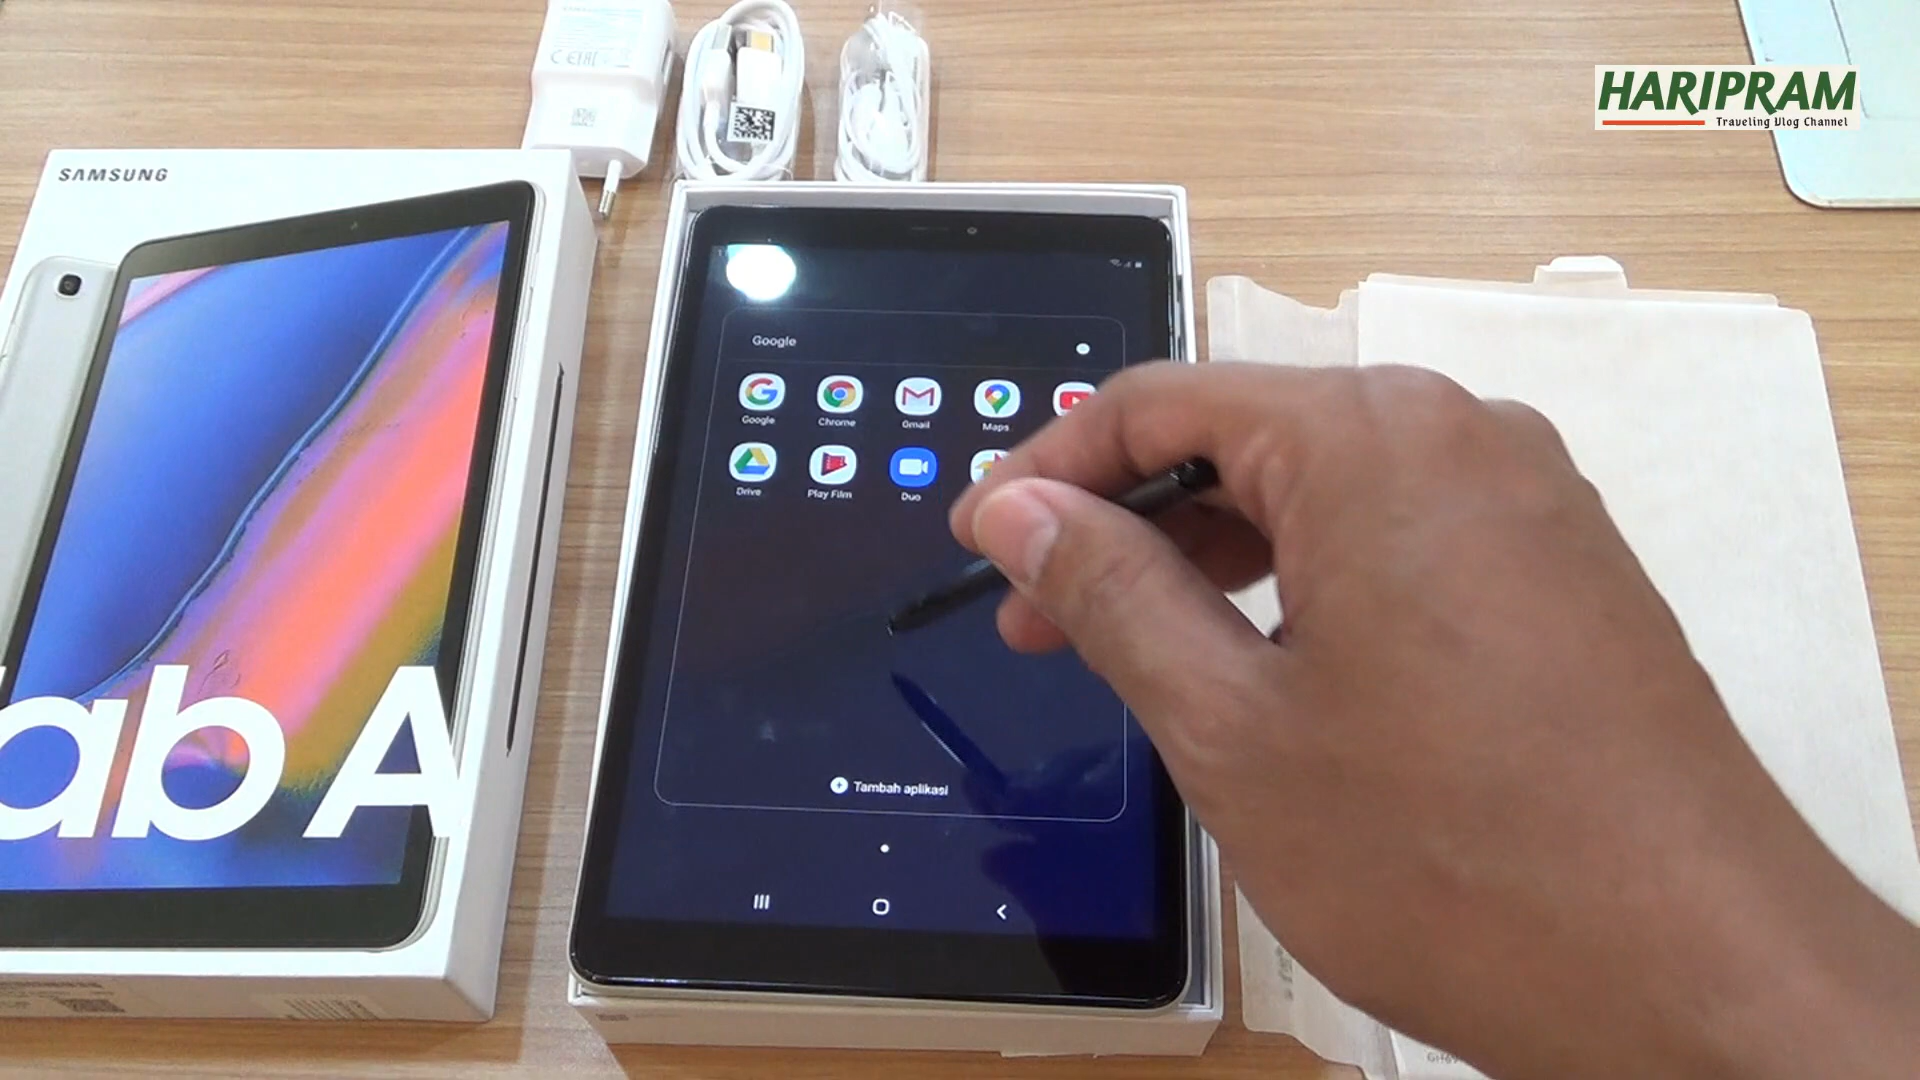 HARIPRAM
Traveling Vlog Channel
SAMSUNG
ab A
Google
Google
Chrome
Gmail
Maps
Drive
Play Film
Duo
Tambah aplikasi